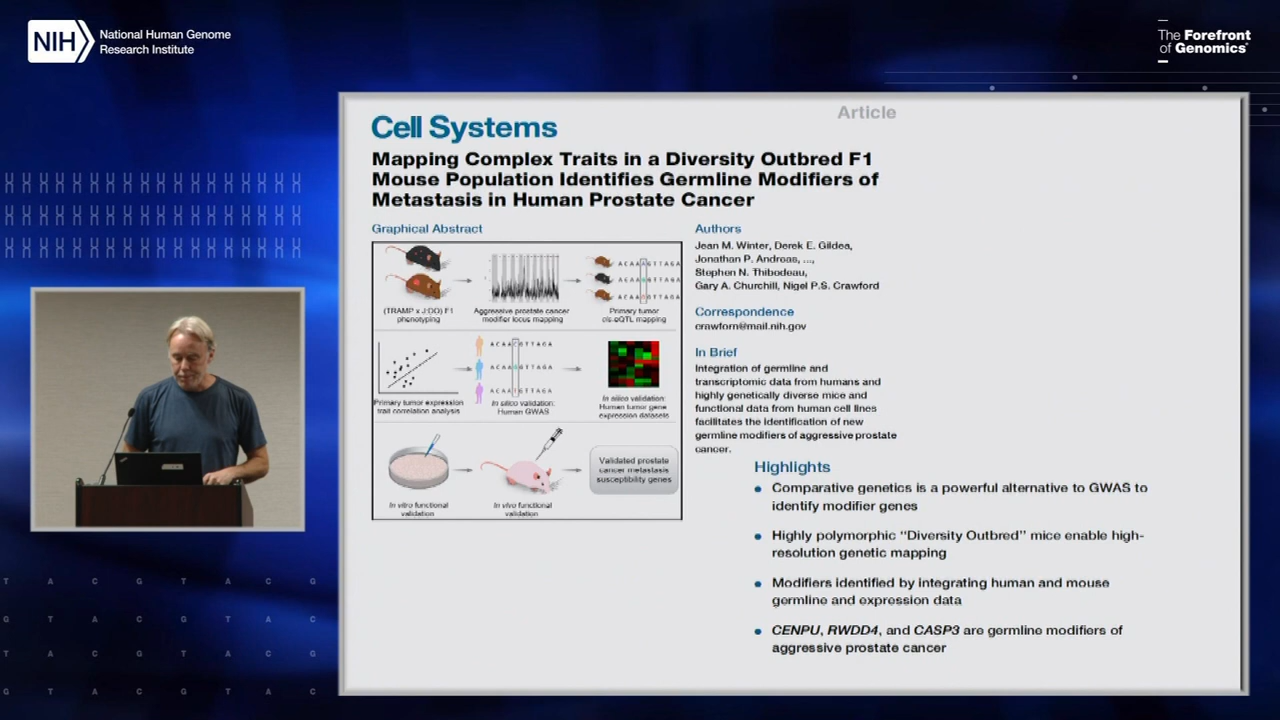 NIH
National Human Genome
Research Institute
The Forefront
of Genomics®
Article
Cell Systems
Mapping Complex Traits in a Diversity Outbred F1
Mouse Population Identifies Germline Modifiers of
Metastasis in Human Prostate Cancer
Graphical Abstract
A C A A A G T T A G A
A C A A G T T A G A
A C A A G T T A G A
(TRAMP x J:DO) F1
phenotyping
Aggressive prostate cancer
modifier locus mapping
Primary tumor
cis-eQTL mapping
A C A A C G T T A G A
A C A A G T T A G A
A C A A T G T T A G A
Primary tumor expression
trait correlation analysis
In silico validation:
Human GWAS
In silico validation:
Human tumor gene
expression datasets
Validated prostate
cancer metastasis
susceptibility genes
In vitro functional
validation
In vivo functional
validation
Authors
Jean M. Winter, Derek E. Gildea,
Jonathan P. Andreas, ...,
Stephen N. Thibodeau,
Gary A. Churchill, Nigel P.S. Crawford
Correspondence
crawforn@mail.nih.gov
In Brief
Integration of germline and
transcriptomic data from humans and
highly genetically diverse mice and
functional data from human cell lines
facilitates the identification of new
germline modifiers of aggressive prostate
cancer.
Highlights
• Comparative genetics is a powerful alternative to GWAS to
identify modifier genes
• Highly polymorphic “Diversity Outbred” mice enable high-
resolution genetic mapping
• Modifiers identified by integrating human and mouse
germline and expression data
• CENPU, RWDD4, and CASP3 are germline modifiers of
aggressive prostate cancer
T A C G T A C G
G T A C G T A C
T A C G T A C G
G T A C G T A C